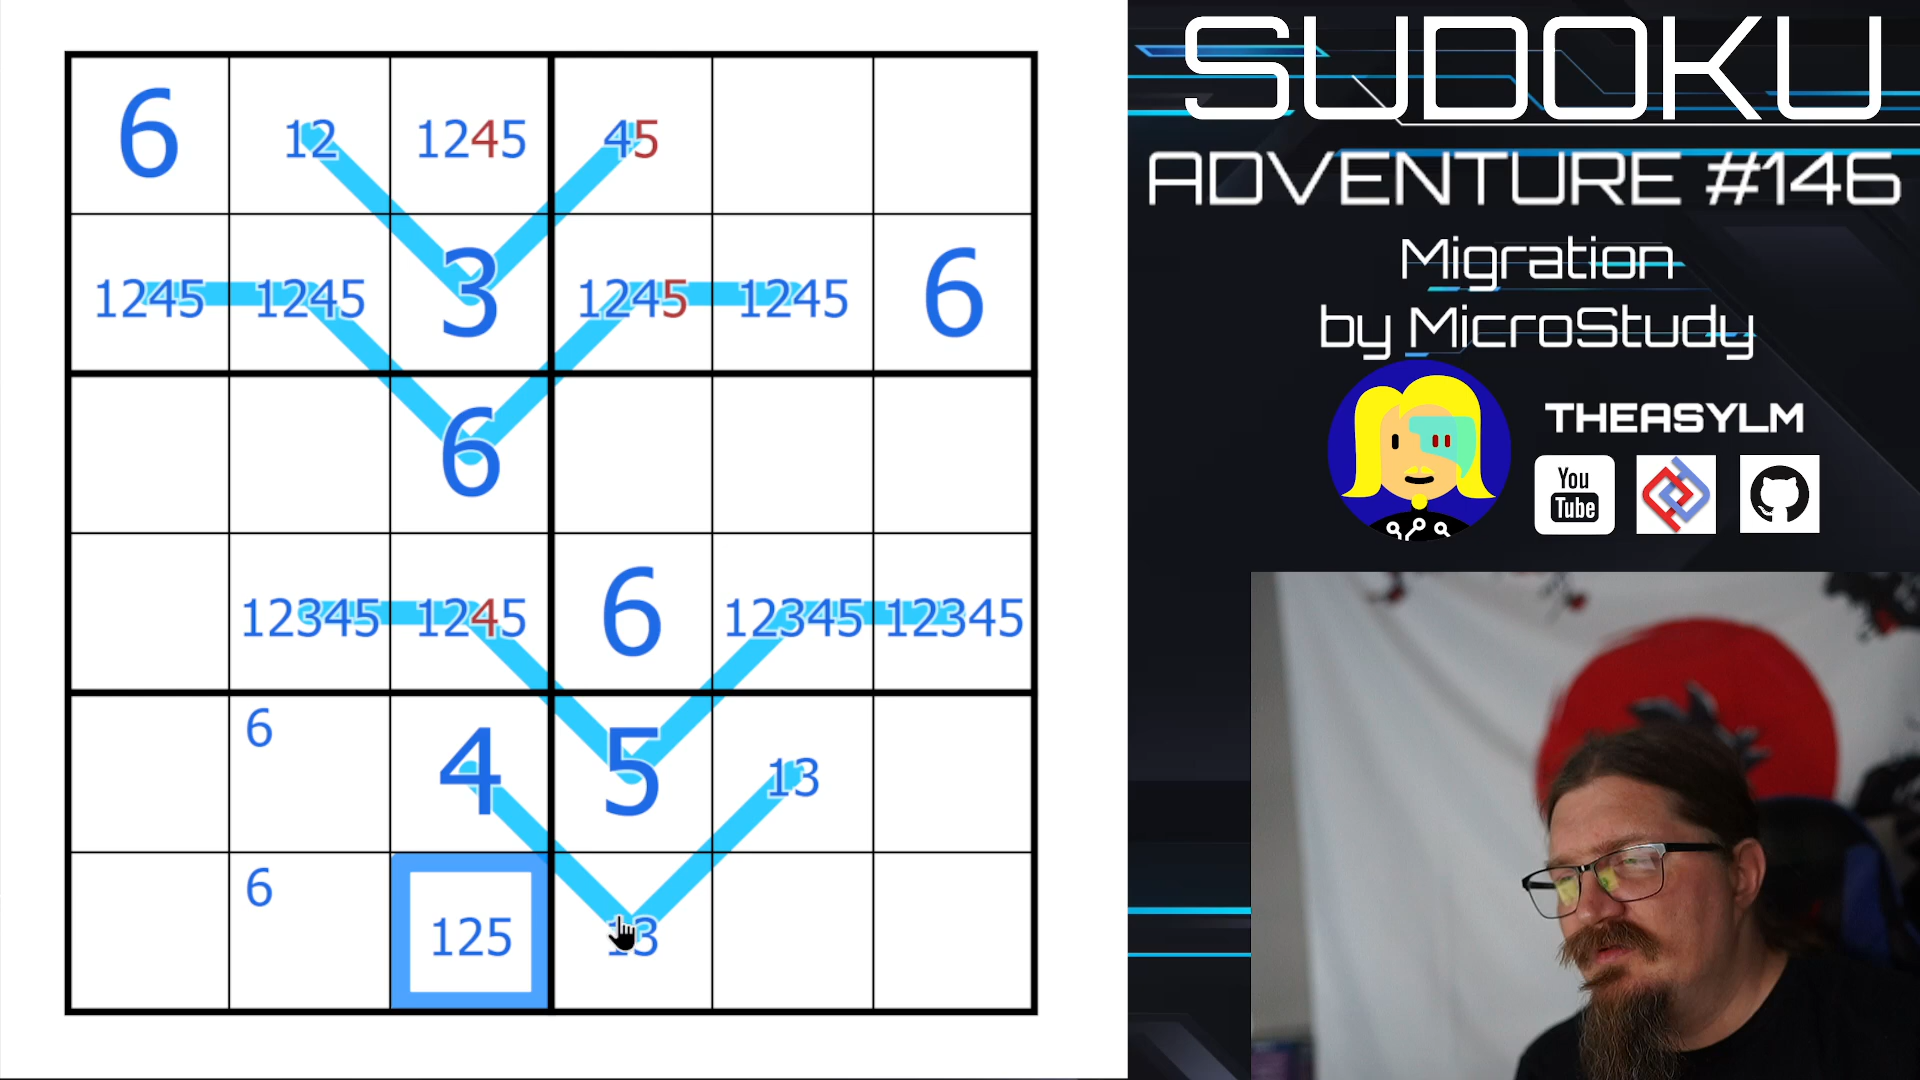 SUDOKU
ADVENTURE #146
Migration
by MicroStudy
THEASYLM
You
Tube
6 12 1245 45
1245 1245 3 1245 1245 6
6
12345 1245 6 12345 12345
6 4 5 13
6 125 13